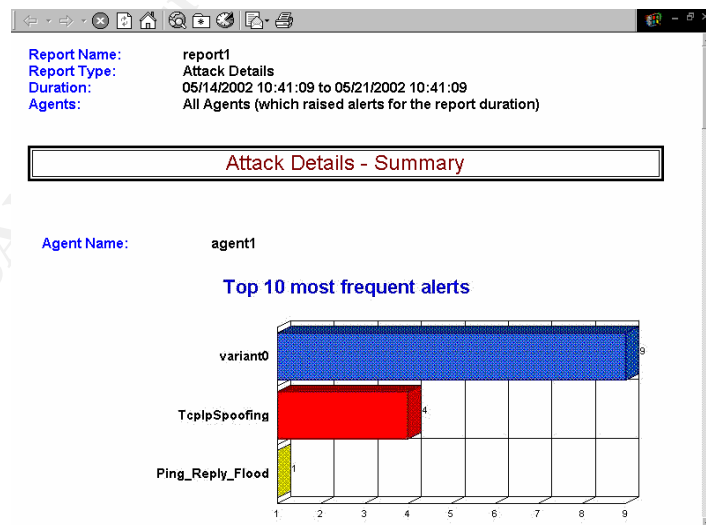 Report Name: report1
Report Type: Attack Details
Duration: 05/14/2002 10:41:09 to 05/21/2002 10:41:09
Agents: All Agents (which raised alerts for the report duration)
Attack Details - Summary
Agent Name: agent1
Top 10 most frequent alerts
variant0 9
TcpIpSpoofing 4
Ping_Reply_Flood 1
1 2 3 4 5 6 7 8 9